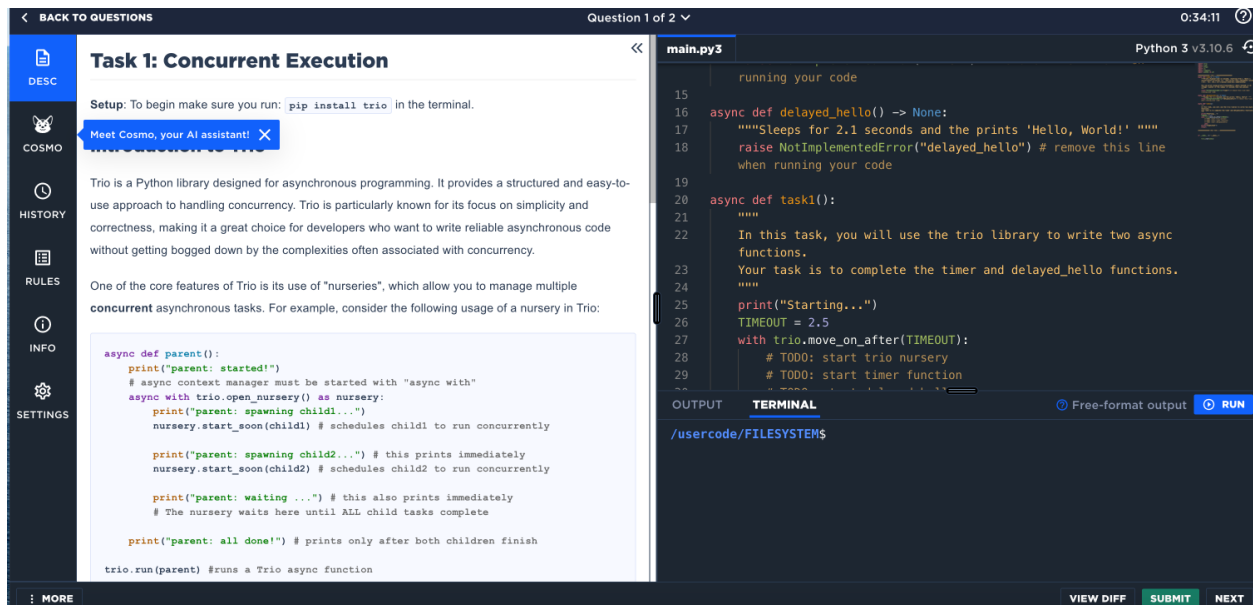 BACK TO QUESTIONS
Question 1 of 2
0:34:11
DESC
COSMO
HISTORY
RULES
INFO
SETTINGS
MORE
Task 1: Concurrent Execution
Setup: To begin make sure you run: pip install trio in the terminal.
Meet Cosmo, your AI assistant!
Introduction to Trio
Trio is a Python library designed for asynchronous programming. It provides a structured and easy-to-
use approach to handling concurrency. Trio is particularly known for its focus on simplicity and
correctness, making it a great choice for developers who want to write reliable asynchronous code
without getting bogged down by the complexities often associated with concurrency.
One of the core features of Trio is its use of "nurseries", which allow you to manage multiple
concurrent asynchronous tasks. For example, consider the following usage of a nursery in Trio:
async def parent():
    print("parent: started!")
    # async context manager must be started with "async with"
    async with trio.open_nursery() as nursery:
        print("parent: spawning child1...")
        nursery.start_soon(child1) # schedules child1 to run concurrently
        print("parent: spawning child2...") # this prints immediately
        nursery.start_soon(child2) # schedules child2 to run concurrently
        print("parent: waiting ...") # this also prints immediately
        # The nursery waits here until ALL child tasks complete
    print("parent: all done!") # prints only after both children finish
trio.run(parent) #runs a Trio async function
main.py3
Python 3 v3.10.6
running your code
15
16 async def delayed_hello() -> None:
17     """Sleeps for 2.1 seconds and the prints 'Hello, World!' """
18     raise NotImplementedError("delayed_hello") # remove this line
when running your code
19
20 async def task1():
21     """
22     In this task, you will use the trio library to write two async
functions.
23     Your task is to complete the timer and delayed_hello functions.
24     """
25     print("Starting...")
26     TIMEOUT = 2.5
27     with trio.move_on_after(TIMEOUT):
28         # TODO: start trio nursery
29         # TODO: start timer function
OUTPUT
TERMINAL
Free-format output
RUN
/usercode/FILESYSTEM$
VIEW DIFF
SUBMIT
NEXT